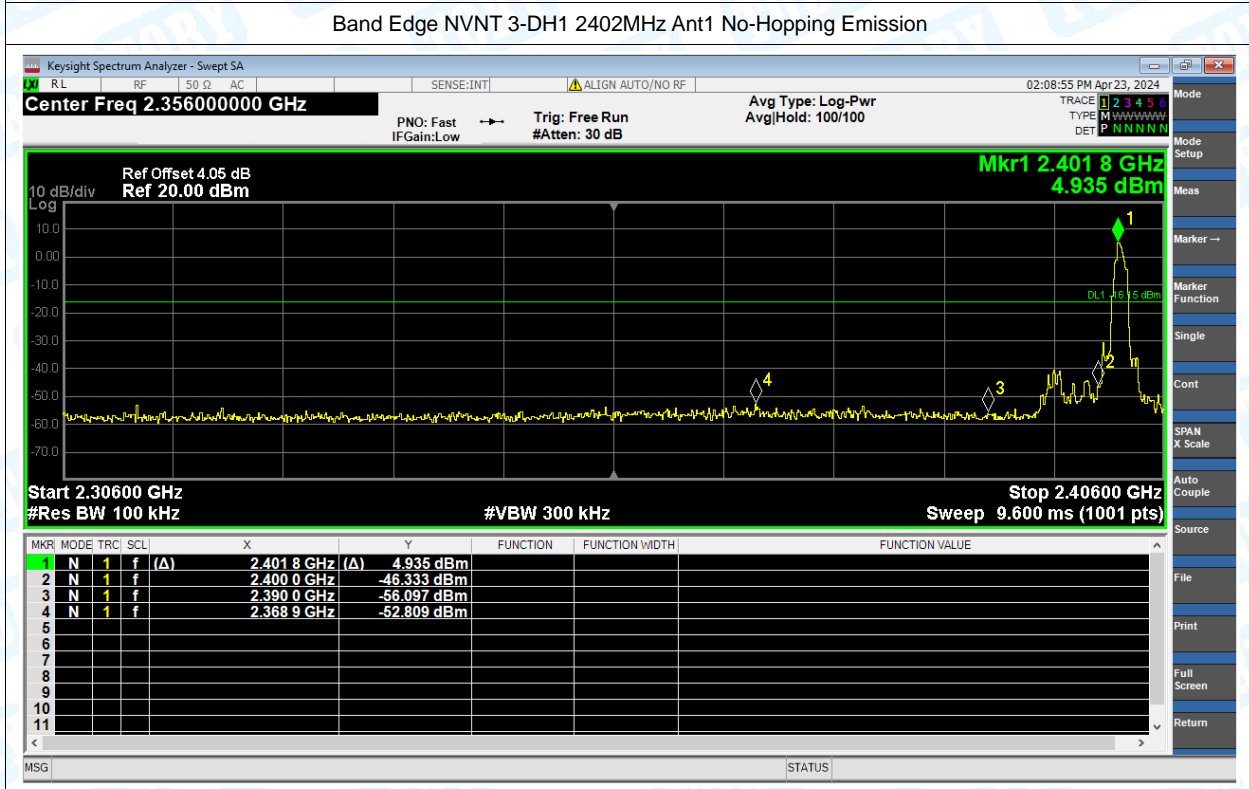 Band Edge NVNT 3-DH1 2402MHz Ant1 No-Hopping Emission
Keysight Spectrum Analyzer - Swept SA
LXI RL RF 50 Ω AC SENSE:INT ALIGN AUTO/NO RF 02:08:55 PM Apr 23, 2024
Center Freq 2.356000000 GHz
PNO: Fast
IFGain:Low
Trig: Free Run
#Atten: 30 dB
Avg Type: Log-Pwr
Avg|Hold: 100/100
TRACE 1 2 3 4 5 6
TYPE M WWWWW
DET P N N N N N
Mkr1 2.401 8 GHz
4.935 dBm
Ref Offset 4.05 dB
10 dB/div Ref 20.00 dBm
Log
10.0
0.00
-10.0
-20.0
-30.0
-40.0
-50.0
-60.0
-70.0
1
DL1 -16.15 dBm
2
4
3
Start 2.30600 GHz Stop 2.40600 GHz
#Res BW 100 kHz #VBW 300 kHz Sweep 9.600 ms (1001 pts)
MKR MODE TRC SCL X Y FUNCTION FUNCTION WIDTH FUNCTION VALUE
1 N 1 f (Δ) 2.401 8 GHz (Δ) 4.935 dBm
2 N 1 f 2.400 0 GHz -46.333 dBm
3 N 1 f 2.390 0 GHz -56.097 dBm
4 N 1 f 2.368 9 GHz -52.809 dBm
5
6
7
8
9
10
11
MSG STATUS
Mode
Mode
Setup
Meas
Marker →
Marker
Function
Single
Cont
SPAN
X Scale
Auto
Couple
Source
File
Print
Full
Screen
Return